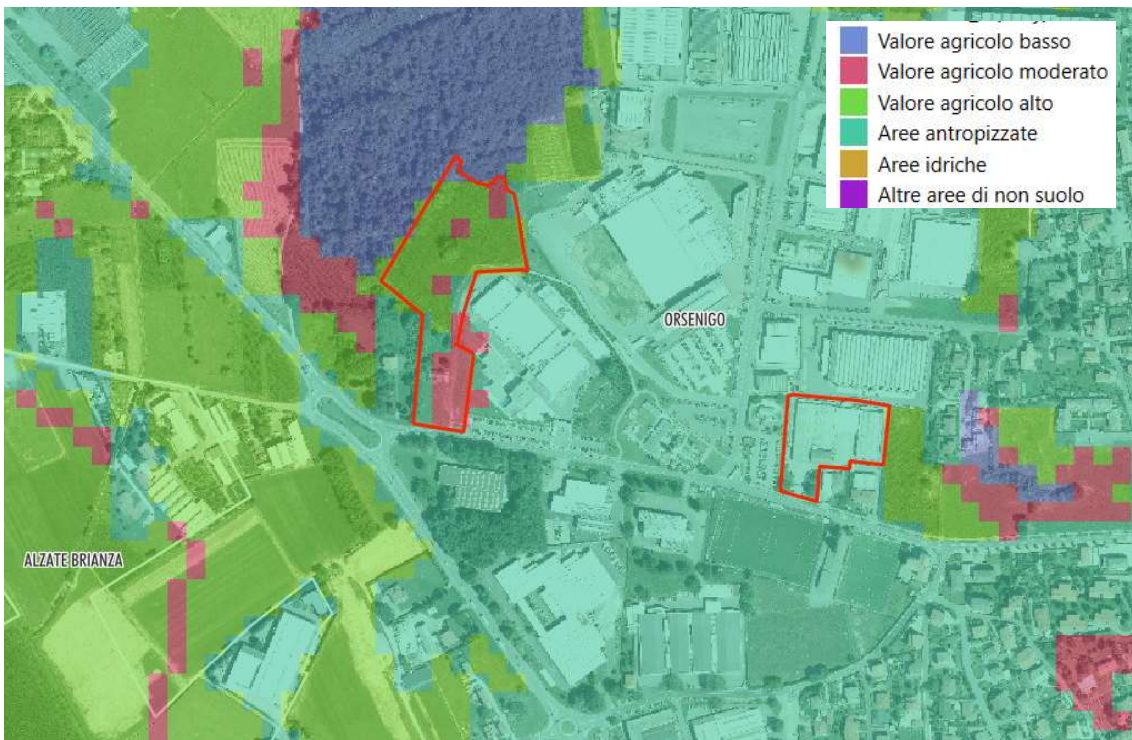 Valore agricolo basso
Valore agricolo moderato
Valore agricolo alto
Aree antropizzate
Aree idriche
Altre aree di non suolo
ORSENIGO
ALZATE BRIANZA